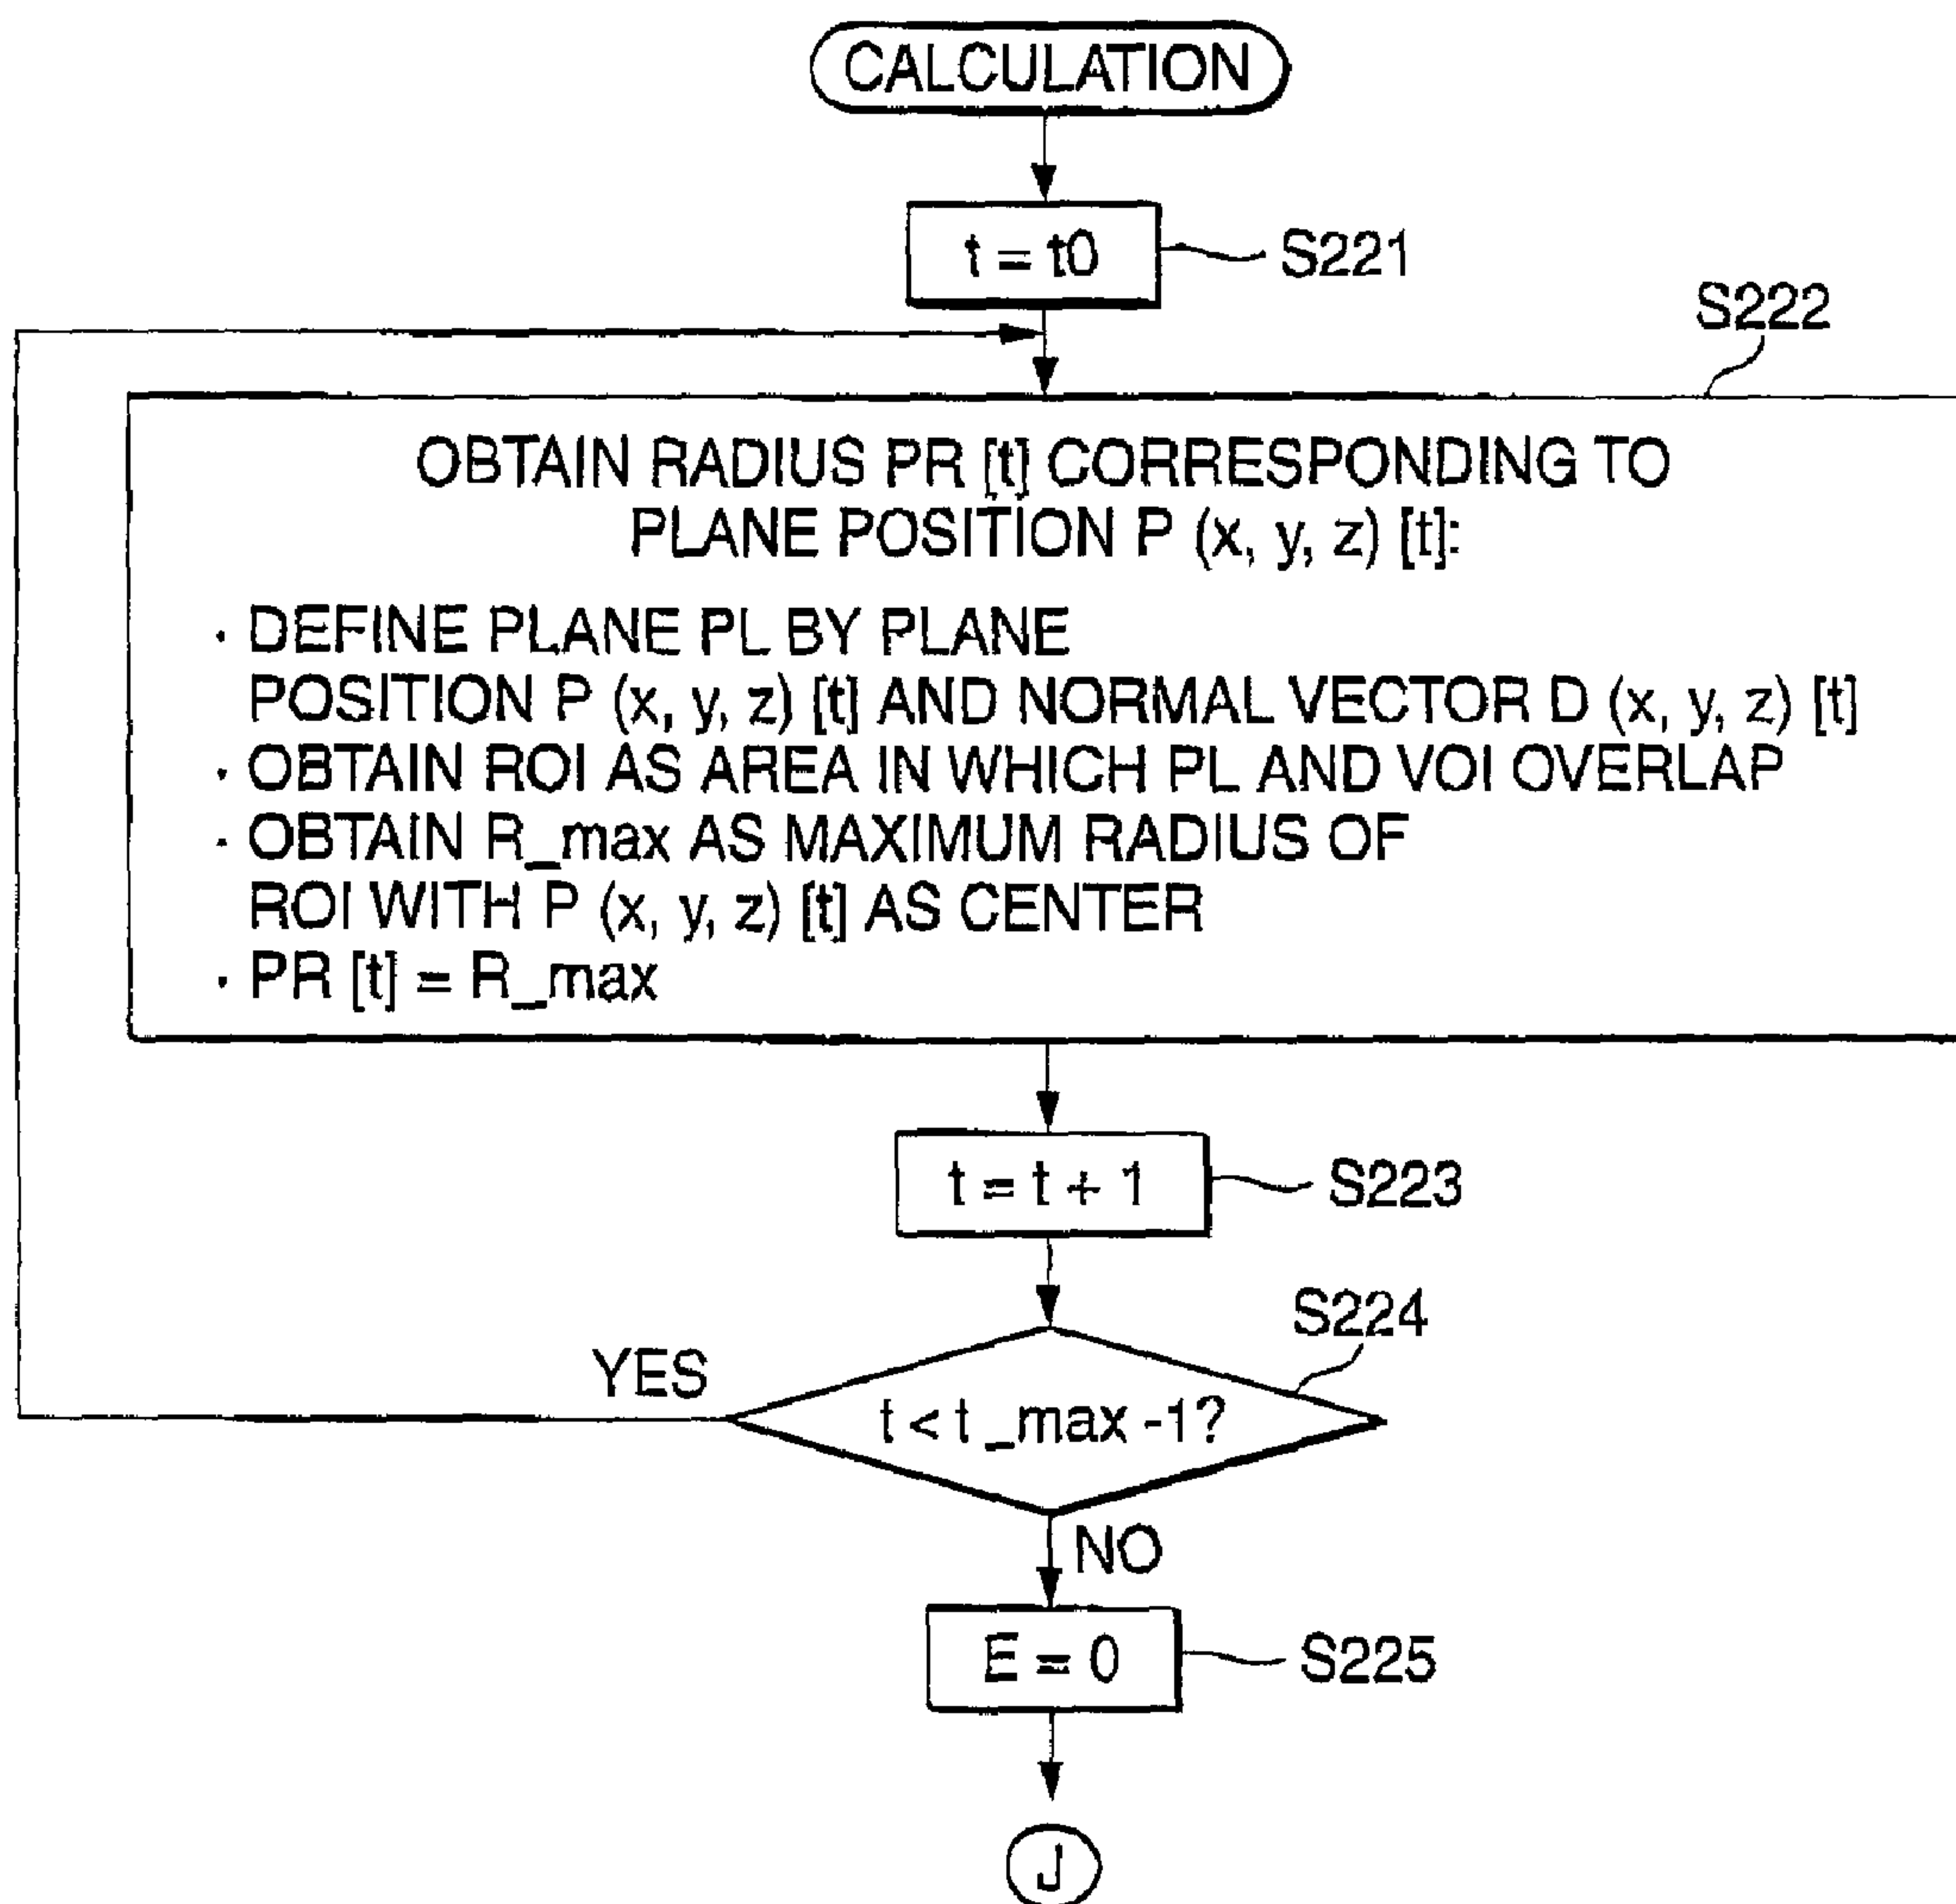 CALCULATION
t = t0
S221
S222
OBTAIN RADIUS PR [t] CORRESPONDING TO
PLANE POSITION P (x, y, z) [t]:
· DEFINE PLANE PL BY PLANE
POSITION P (x, y, z) [t] AND NORMAL VECTOR D (x, y, z) [t]
· OBTAIN ROI AS AREA IN WHICH PL AND VOI OVERLAP
· OBTAIN R_max AS MAXIMUM RADIUS OF
ROI WITH P (x, y, z) [t] AS CENTER
· PR [t] = R_max
t = t + 1
S223
S224
YES
t < t_max -1?
NO
E = 0
S225
J